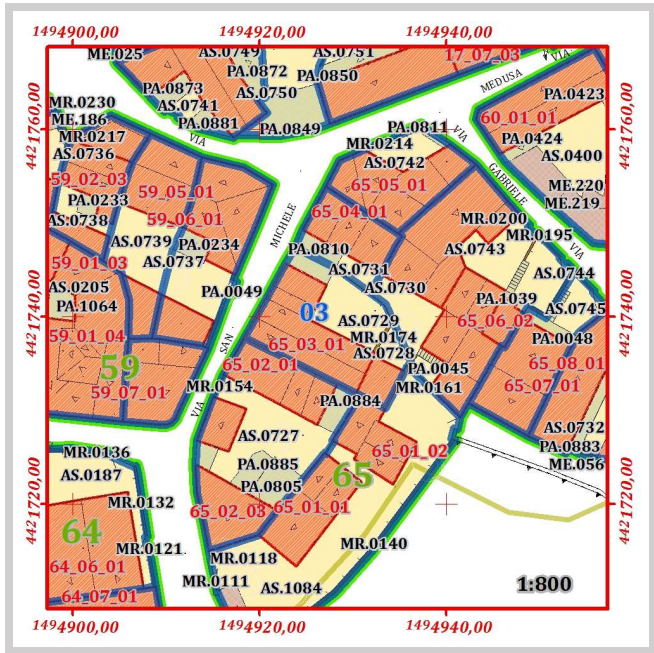 1494900,00 1494920,00 1494940,00
ME.025 AS.0749 AS.0751 17_07_03 VIA
PA.0872 PA.0850
PA.0873 AS.0750 MEDUSA PA.0423
MR.0230 AS.0741
ME.186 PA.0881 PA.0849 PA.0811 VIA 60_01_01
MR.0217 VIA MR.0214 PA.0424
AS.0736 AS.0742 AS.0400
59_02_03 59_05_01 65_05_01 GABRIELE ME.220
PA.0233 ME.219
AS.0738 59_06_01 65_04_01 MR.0200
MICHELE MR.0195
AS.0739 PA.0234 PA.0810 AS.0743 VIA
59_01_03 AS.0737 AS.0731 AS.0744
AS.0205 PA.0049 AS.0730
PA.1064 PA.1039 AS.0745
03 AS.0729 65_06_02
59_01_04 SAN 65_03_01 MR.0174 PA.0048
AS.0728
59 65_02_01 PA.0045 65_08_01
59_07_01 MR.0154 MR.0161 65_07_01
VIA PA.0884
AS.0727 AS.0732
MR.0136 65_01_02 PA.0883
AS.0187 PA.0885 65 ME.056
PA.0805
MR.0132 65_02_03 65_01_01
64
MR.0121 MR.0118 MR.0140
64_06_01 MR.0111 AS.1084 1:800
64_07_01
1494900,00 1494920,00 1494940,00
4421760,00 4421760,00
4421740,00 4421740,00
4421720,00 4421720,00